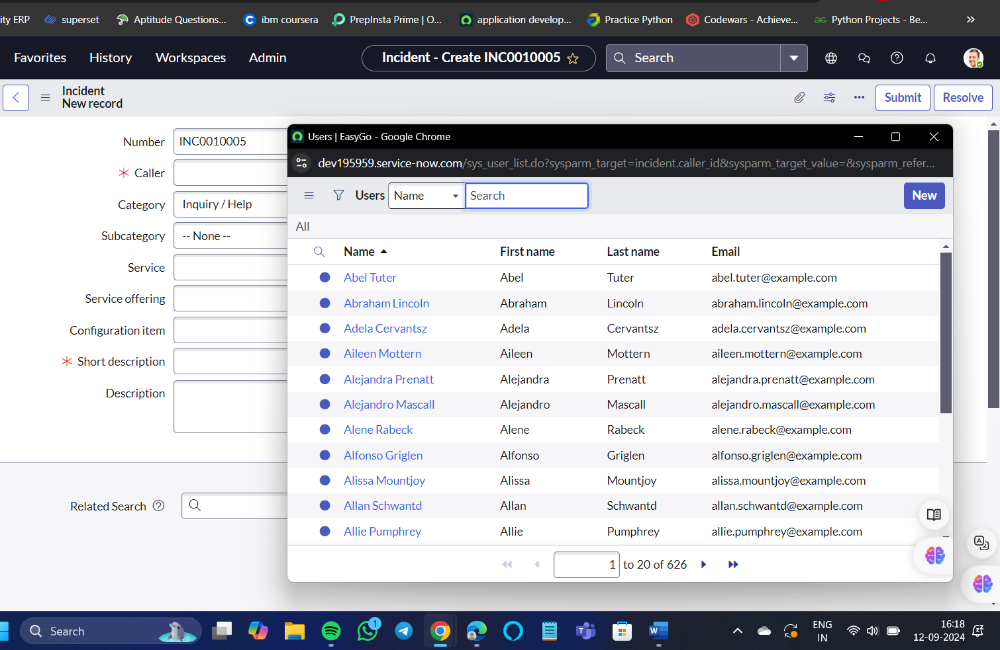 ity ERP superset Aptitude Questions... ibm coursera PrepInsta Prime | O... application develop... Practice Python Codewars - Achieve... Python Projects - Be...
Favorites History Workspaces Admin Incident - Create INC0010005 Search
Incident
New record
Submit Resolve
Number INC0010005
Caller
Category Inquiry / Help
Subcategory -- None --
Service
Service offering
Configuration item
Short description
Description
Related Search
Users | EasyGo - Google Chrome
dev195959.service-now.com/sys_user_list.do?sysparm_target=incident.caller_id&sysparm_target_value=&sysparm_refer...
Users Name Search New
All
Name First name Last name Email
Abel Tuter Abel Tuter abel.tuter@example.com
Abraham Lincoln Abraham Lincoln abraham.lincoln@example.com
Adela Cervantsz Adela Cervantsz adela.cervantsz@example.com
Aileen Mottern Aileen Mottern aileen.mottern@example.com
Alejandra Prenatt Alejandra Prenatt alejandra.prenatt@example.com
Alejandro Mascall Alejandro Mascall alejandro.mascall@example.com
Alene Rabeck Alene Rabeck alene.rabeck@example.com
Alfonso Griglen Alfonso Griglen alfonso.griglen@example.com
Alissa Mountjoy Alissa Mountjoy alissa.mountjoy@example.com
Allan Schwantd Allan Schwantd allan.schwantd@example.com
Allie Pumphrey Allie Pumphrey allie.pumphrey@example.com
1 to 20 of 626
Search 1 ENG 16:18
IN 12-09-2024